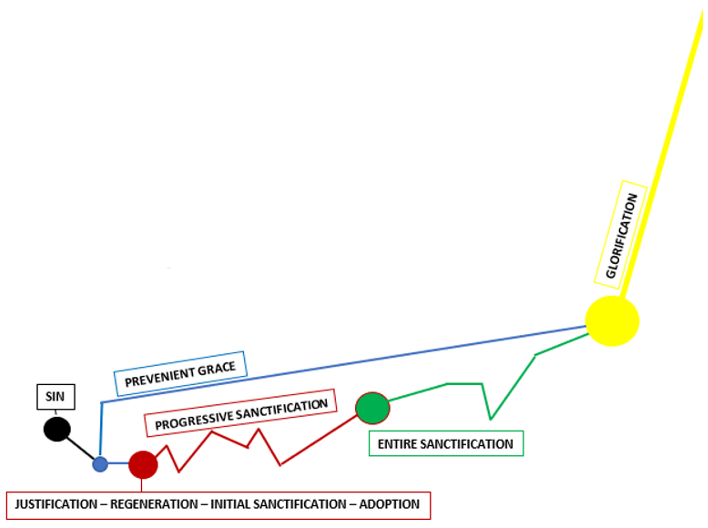 GLORIFICATION
PREVENIENT GRACE
SIN
PROGRESSIVE SANCTIFICATION
ENTIRE SANCTIFICATION
JUSTIFICATION – REGENERATION – INITIAL SANCTIFICATION – ADOPTION